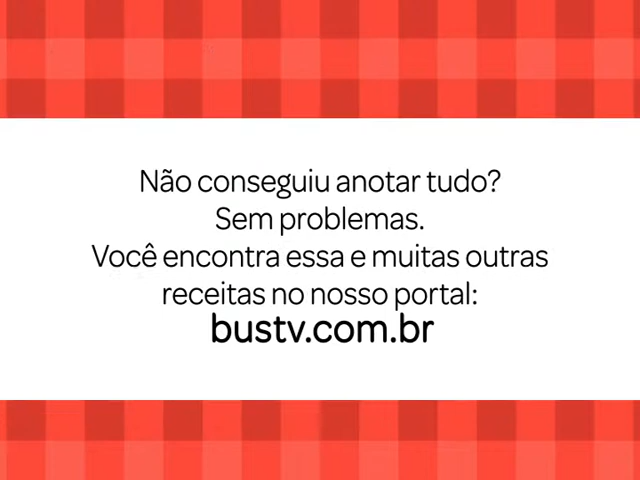 Não conseguiu anotar tudo?
Sem problemas.
Você encontra essa e muitas outras
receitas no nosso portal:
bustv.com.br